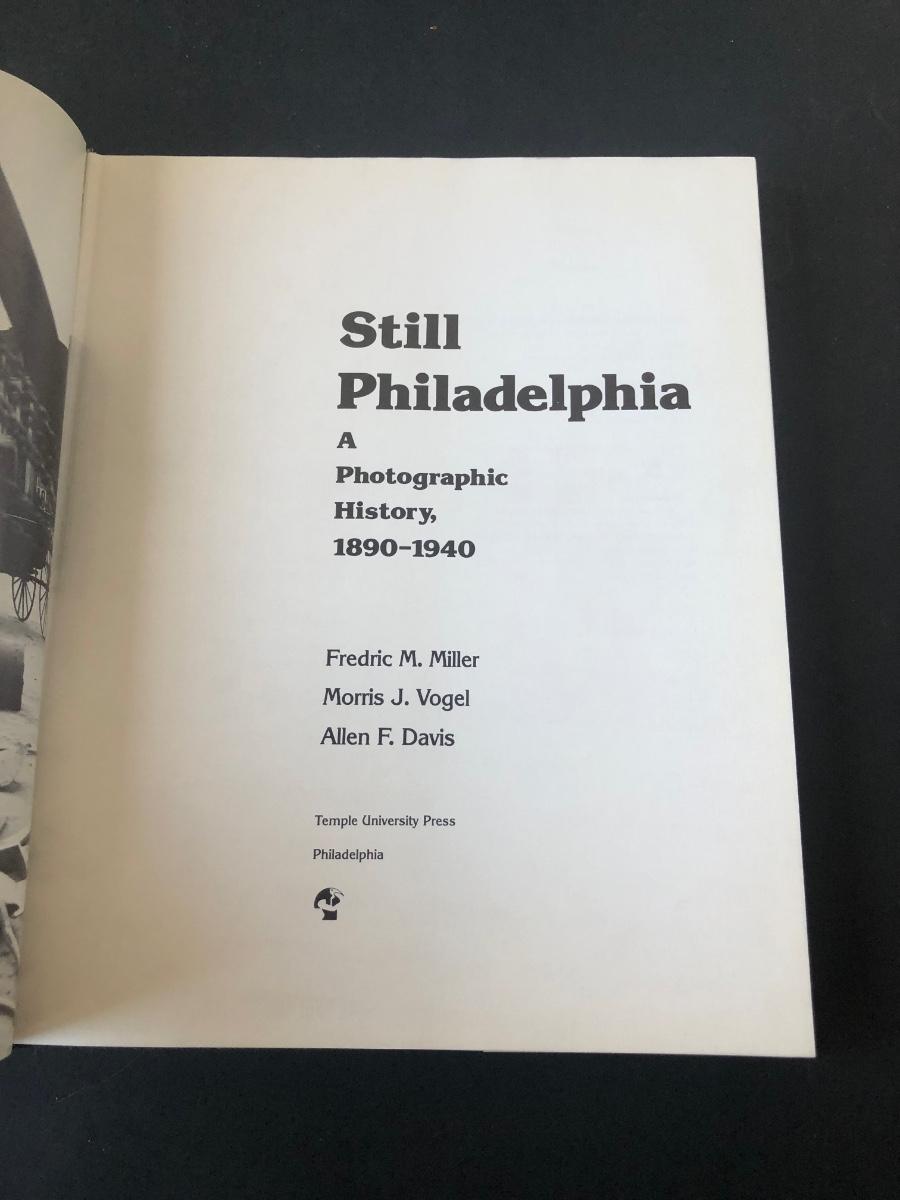 Still
Philadelphia
A
Photographic
History,
1890–1940
Fredric M. Miller
Morris J. Vogel
Allen F. Davis
Temple University Press
Philadelphia